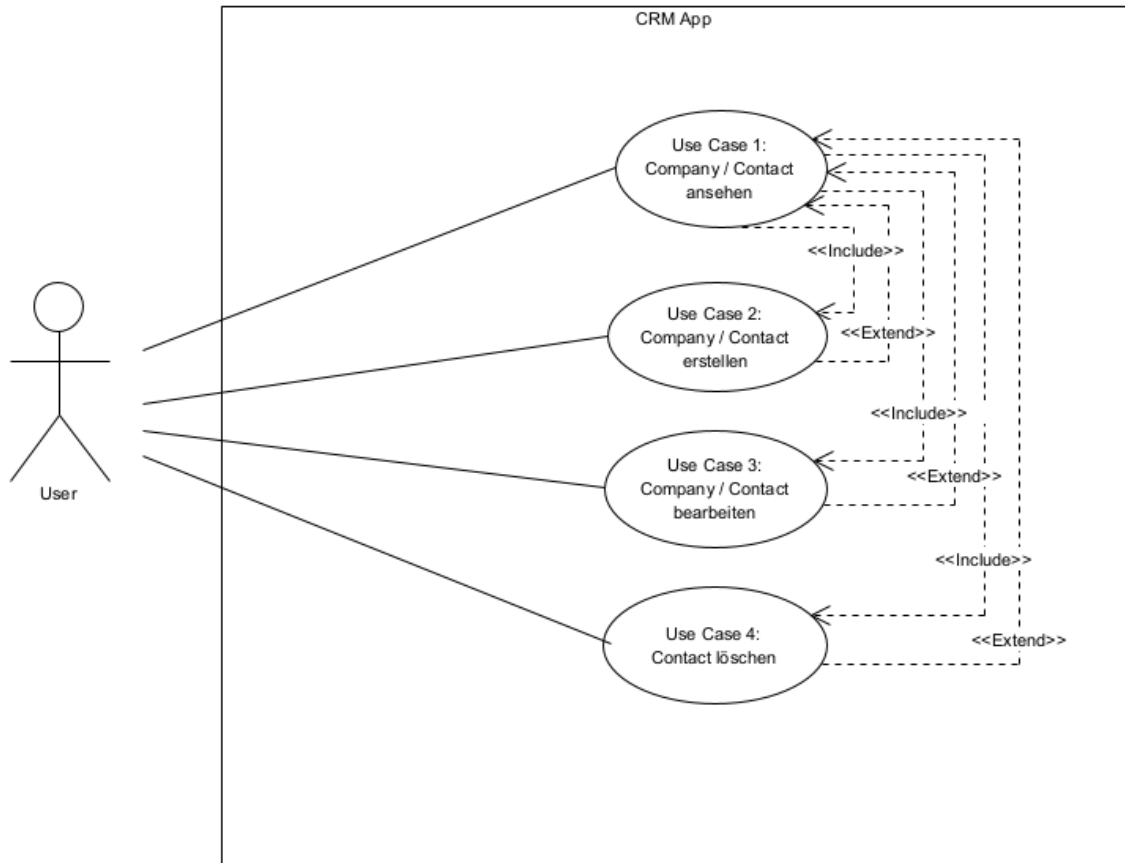 CRM App
Use Case 1:
Company / Contact
ansehen
<<Include>>
Use Case 2:
Company / Contact
erstellen
<<Extend>>
<<Include>>
Use Case 3:
Company / Contact
bearbeiten
<<Extend>>
User
<<Include>>
Use Case 4:
Contact löschen
<<Extend>>